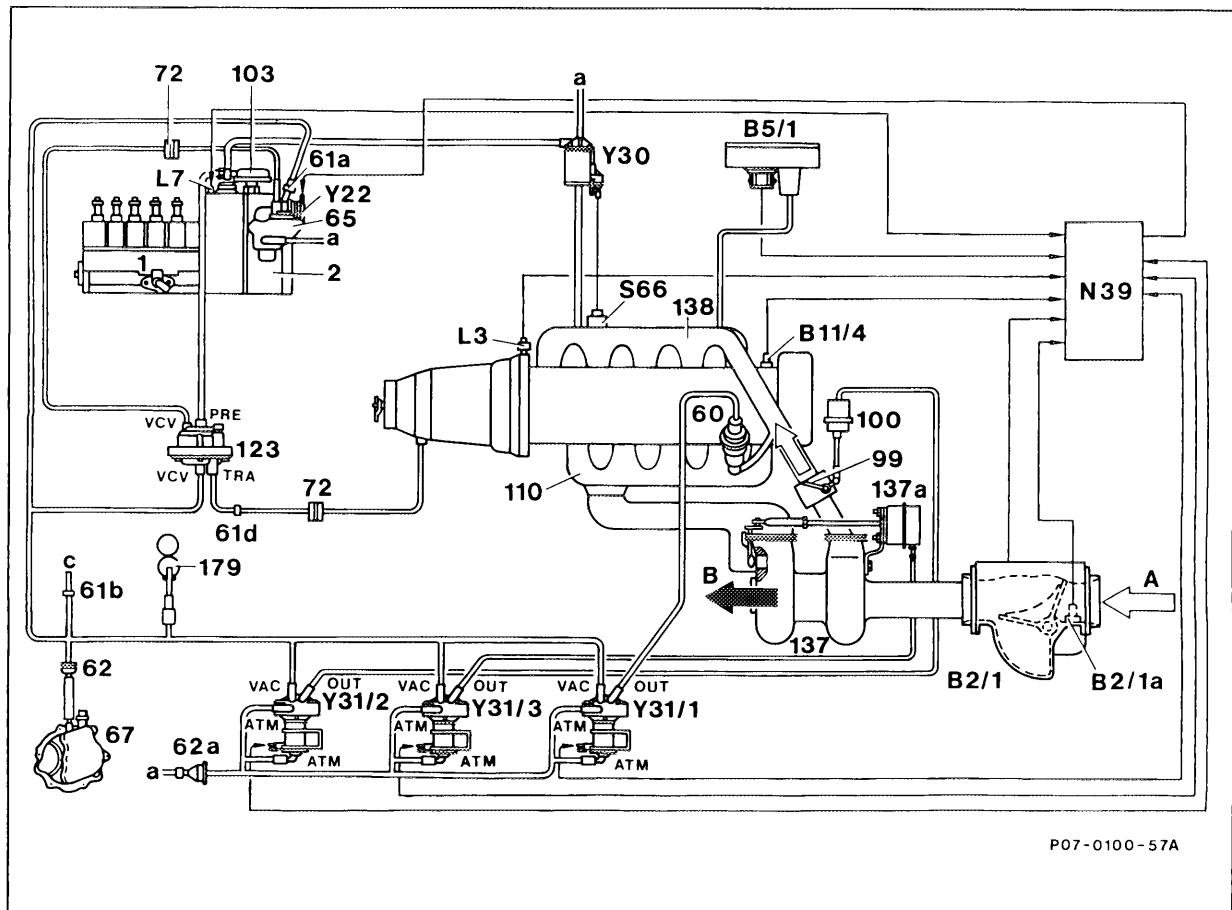 72
103
a
B5/1
Y30
61a
L7
Y22
65
a
1
2
N39
S66
138
L3
B11/4
VCV
PRE
60
100
123
99
VCV
TRA
110
72
137a
61d
C
179
B
A
61b
137
62
B2/1
B2/1a
VAC
OUT
Y31/2
VAC
OUT
Y31/3
VAC
OUT
Y31/1
67
62a
ATM
ATM
ATM
a
ATM
ATM
ATM
P07-0100-57A